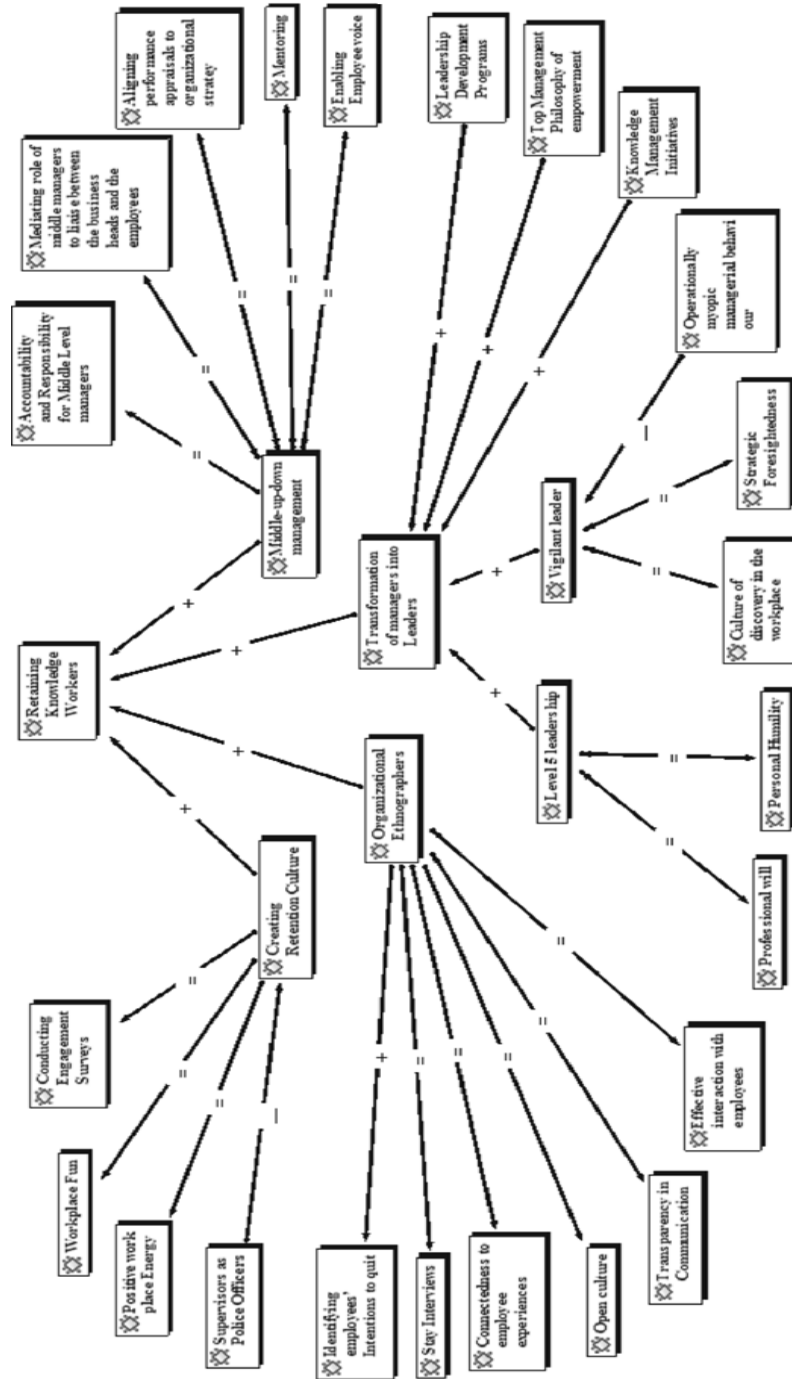 Retaining
Knowledge
Workers
+
+
+
+
Creating
Retention Culture
Conducting
Engagement
Surveys
=
Workplace Fun
=
Positive work
place Energy
=
Supervisors as
Police Officers
—
Organizational
Ethnographers
Identifying
employees'
Intentions to quit
+
Stay Interviews
=
Connectedness to
employee
experiences
=
Open culture
=
Transparency in
Communication
=
Effective
interaction with
employees
=
Middle-up-down
management
Accountability
and Responsibility
for Middle Level
managers
=
Mediating role of
middle managers
to liaise between
the business
heads and the
employees
=
Aligning
performance
appraisals to
organizational
stratey
=
Mentoring
=
Enabling
Employee voice
=
Transformation
of managers into
Leaders
Leadership
Development
Programs
+
Top Management
Philosophy of
empowerment
+
Knowledge
Management
Initiatives
+
Level 5 leaders hip
+
Professional will
=
Personal Humility
=
Vigilant leader
+
Culture of
discovery in the
workplace
=
Strategic
Foresightedness
=
Operationally
myopic
managerial behavi
our
—